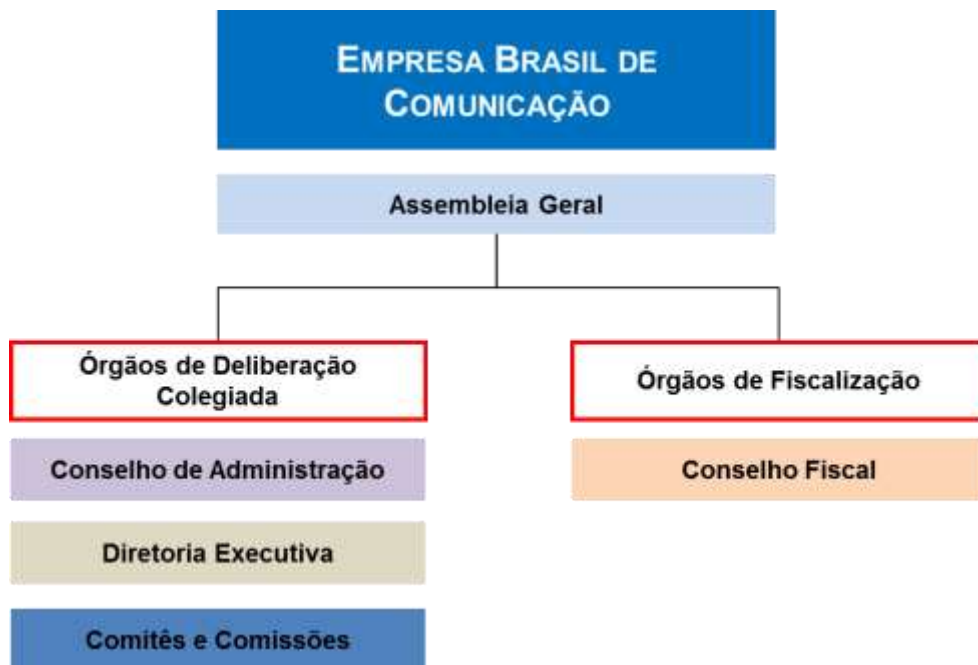 EMPRESA BRASIL DE
COMUNICAÇÃO
Assembleia Geral
Órgãos de Deliberação
Colegiada
Órgãos de Fiscalização
Conselho de Administração
Conselho Fiscal
Diretoria Executiva
Comitês e Comissões